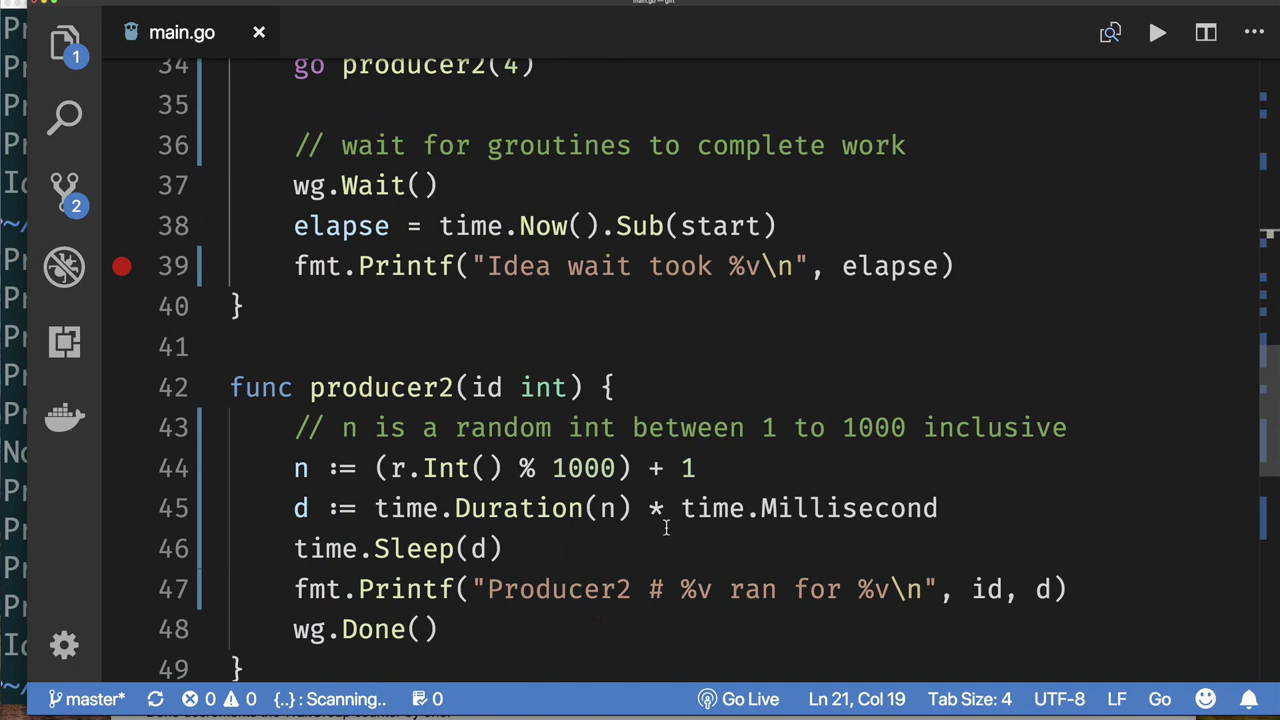 main.go
1
2
34 go producer2(4)
35
36 // wait for groutines to complete work
37 wg.Wait()
38 elapse = time.Now().Sub(start)
39 fmt.Printf("Idea wait took %v\n", elapse)
40 }
41
42 func producer2(id int) {
43 // n is a random int between 1 to 1000 inclusive
44 n := (r.Int() % 1000) + 1
45 d := time.Duration(n) * time.Millisecond
46 time.Sleep(d)
47 fmt.Printf("Producer2 # %v ran for %v\n", id, d)
48 wg.Done()
49 }
master* 0 0 {..} : Scanning.. 0 Go Live Ln 21, Col 19 Tab Size: 4 UTF-8 LF Go